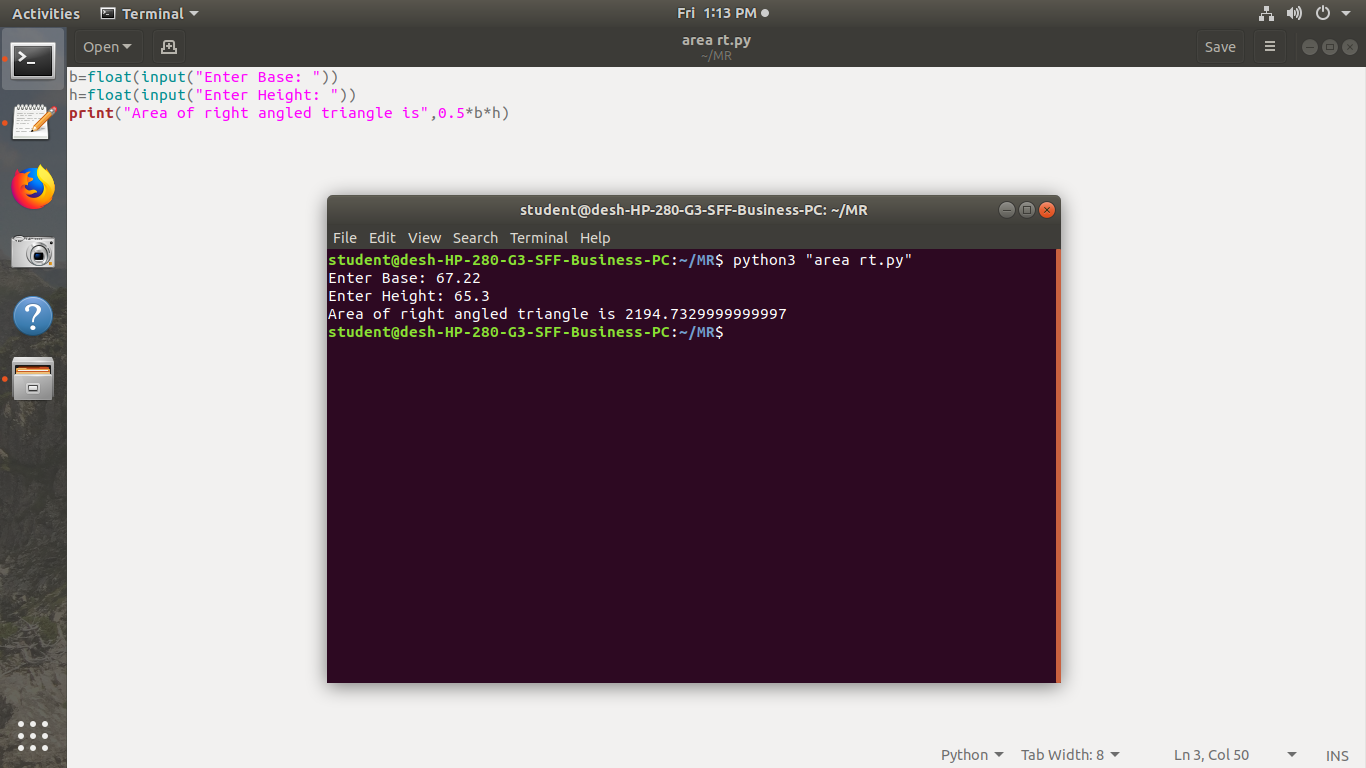 Activities Terminal Fri 1:13 PM
Open area rt.py Save
~/MR
b=float(input("Enter Base: "))
h=float(input("Enter Height: "))
print("Area of right angled triangle is",0.5*b*h)
student@desh-HP-280-G3-SFF-Business-PC: ~/MR
File Edit View Search Terminal Help
student@desh-HP-280-G3-SFF-Business-PC:~/MR$ python3 "area rt.py"
Enter Base: 67.22
Enter Height: 65.3
Area of right angled triangle is 2194.7329999999997
student@desh-HP-280-G3-SFF-Business-PC:~/MR$
Python Tab Width: 8 Ln 3, Col 50 INS